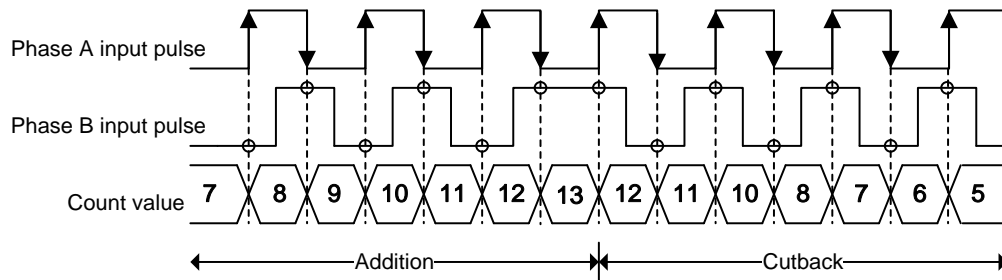 Phase A input pulse
Phase B input pulse
Count value 7 8 9 10 11 12 13 12 11 10 8 7 6 5
Addition Cutback